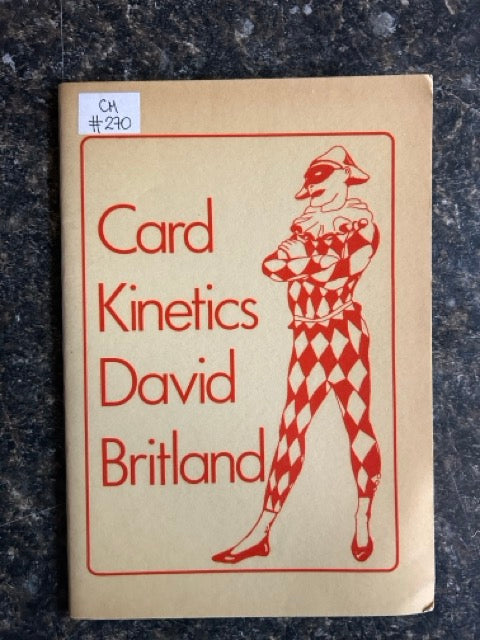 CM
#270
Card
Kinetics
David
Britland